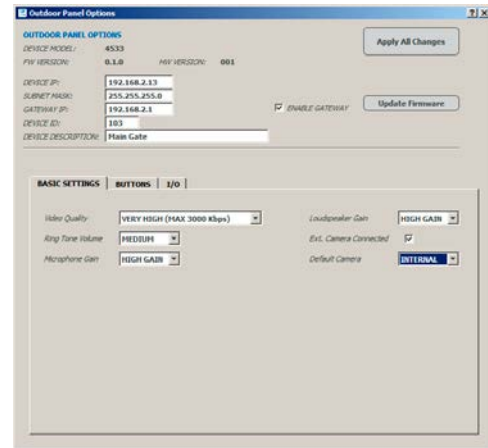 Outdoor Panel Options
OUTDOOR PANEL OPTIONS
DEVICE MODEL: 4533
FW VERSION: 0.1.0 HW VERSION: 001
Apply All Changes
DEVICE IP: 192.168.2.13
SUBNET MASK: 255.255.255.0
GATEWAY IP: 192.168.2.1 ENABLE GATEWAY Update Firmware
DEVICE ID: 103
DEVICE DESCRIPTION: Main Gate
BASIC SETTINGS BUTTONS I/O
Video Quality VERY HIGH (MAX 3000 Kbps) Loudspeaker Gain HIGH GAIN
Ring Tone Volume MEDIUM Ext. Camera Connected
Microphone Gain HIGH GAIN Default Camera INTERNAL